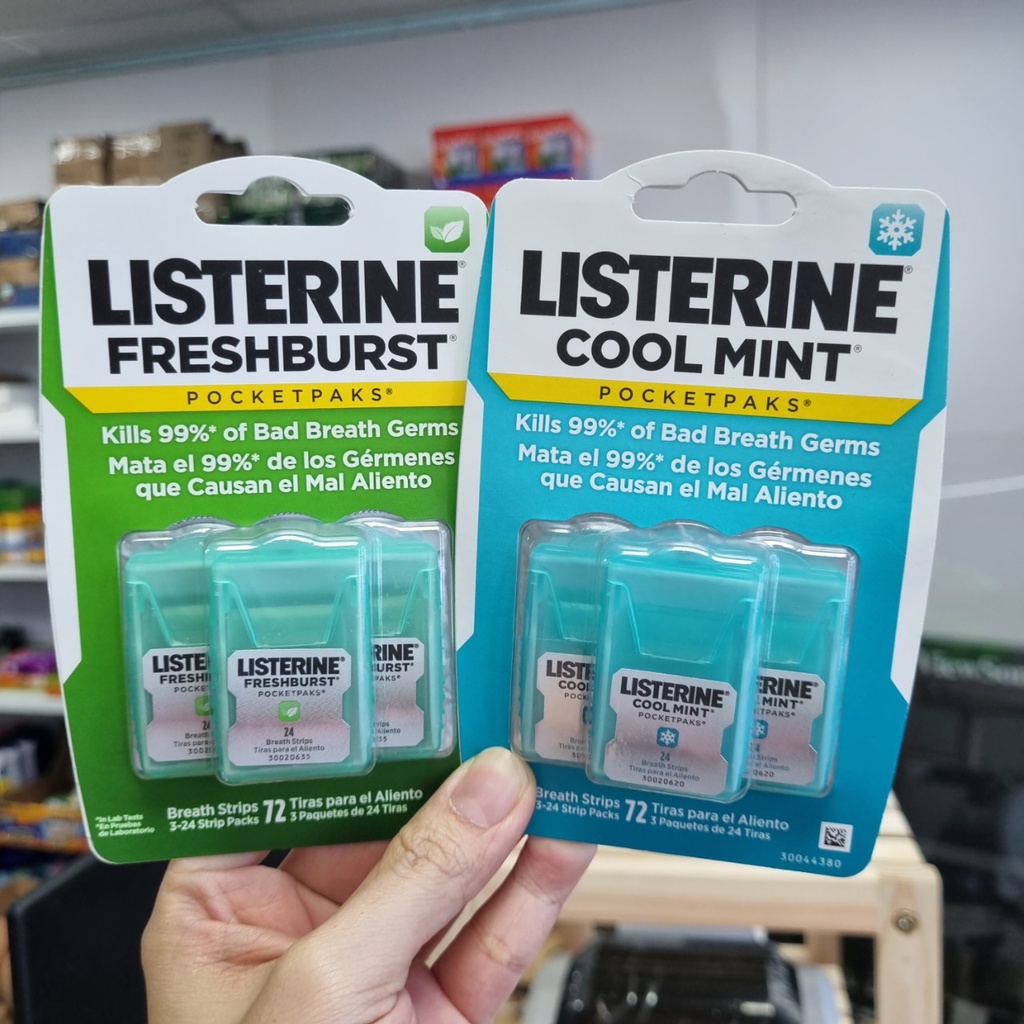 LISTERINE®
FRESHBURST®
POCKETPAKS®
Kills 99%* of Bad Breath Germs
Mata el 99%* de los Gérmenes
que Causan el Mal Aliento
LISTERINE®
FRESHBURST®
POCKETPAKS®
24
Breath Strips
Tiras para el Aliento
30020635
*In Lab Tests
*En Pruebas
de Laboratorio
Breath Strips 72 Tiras para el Aliento
3-24 Strip Packs 3 Paquetes de 24 Tiras
LISTERINE®
COOL MINT®
POCKETPAKS®
Kills 99%* of Bad Breath Germs
Mata el 99%* de los Gérmenes
que Causan el Mal Aliento
LISTERINE®
COOL MINT®
POCKETPAKS®
24
Breath Strips
Tiras para el Aliento
30020620
Breath Strips 72 Tiras para el Aliento
3-24 Strip Packs 3 Paquetes de 24 Tiras
30044380